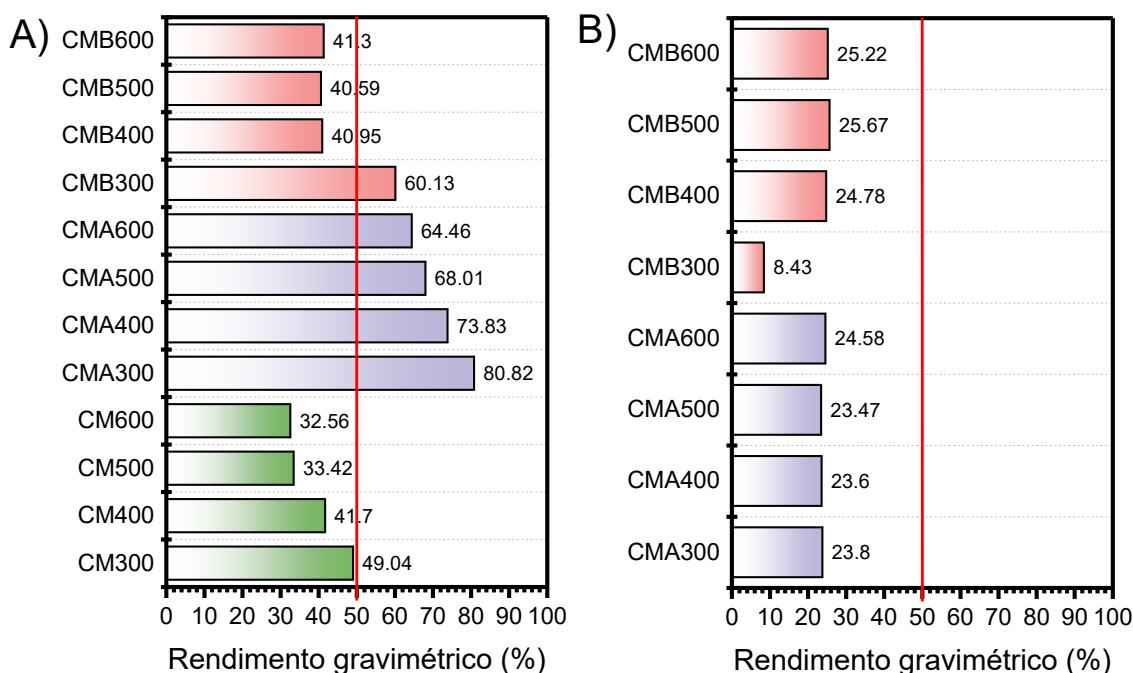 A)
CMB600 41.3
CMB500 40.59
CMB400 40.95
CMB300 60.13
CMA600 64.46
CMA500 68.01
CMA400 73.83
CMA300 80.82
CM600 32.56
CM500 33.42
CM400 41.7
CM300 49.04
0 10 20 30 40 50 60 70 80 90 100
Rendimento gravimétrico (%)
B)
CMB600 25.22
CMB500 25.67
CMB400 24.78
CMB300 8.43
CMA600 24.58
CMA500 23.47
CMA400 23.6
CMA300 23.8
0 10 20 30 40 50 60 70 80 90 100
Rendimento gravimétrico (%)